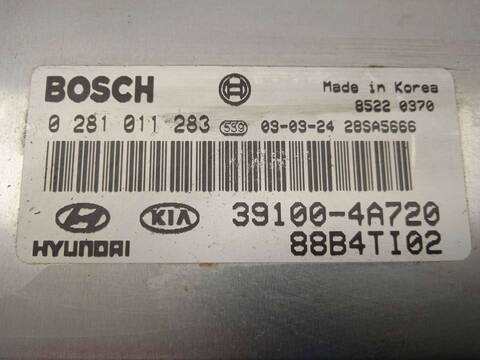 BOSCH
Made in Korea
8522 0370
0 281 011 283 539 03-03-24 28SA5666
KIA 39100-4A720
HYUNDAI 88B4TI02